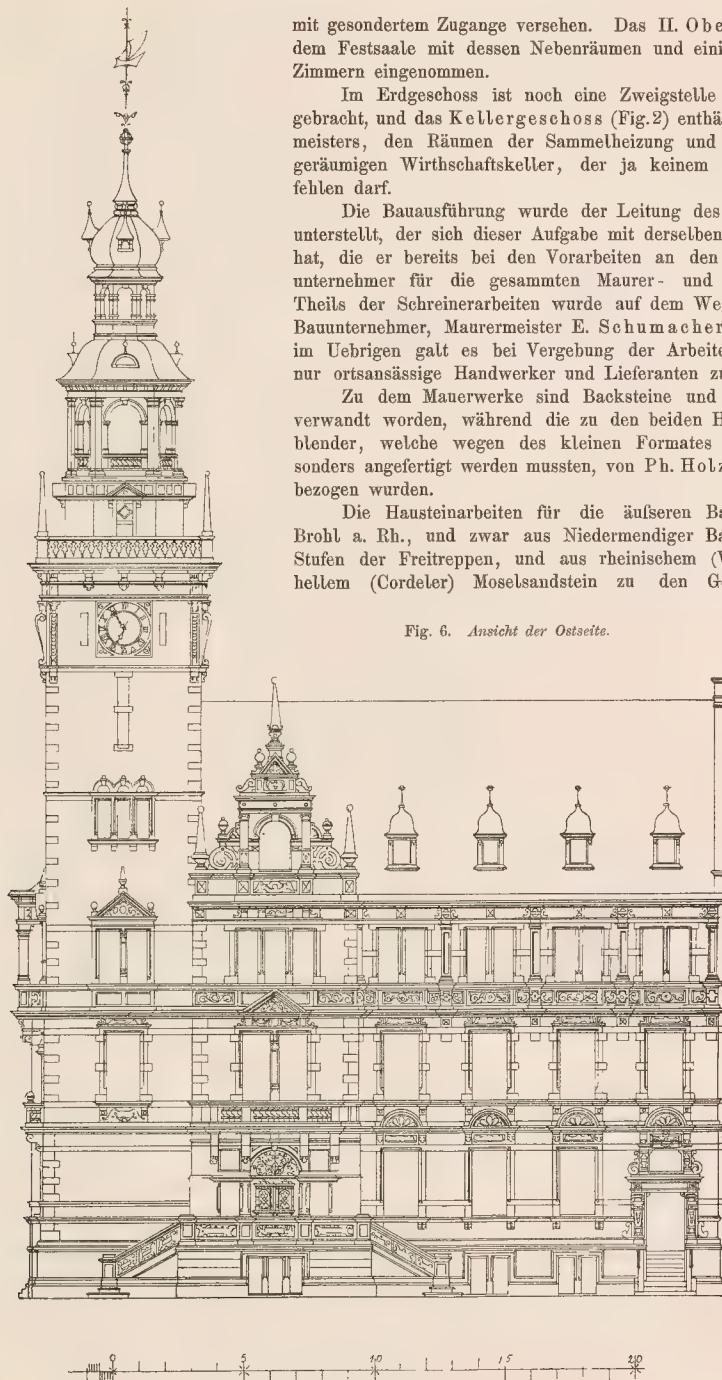 mit gesondertem Zugange versehen. Das II. Obe
dem Festsaale mit dessen Nebenräumen und eini
Zimmern eingenommen.
Im Erdgeschoss ist noch eine Zweigstelle
gebracht, und das Kellergeschoss (Fig. 2) enthä
meisters, den Räumen der Sammelheizung und
geräumigen Wirthschaftskeller, der ja keinem
fehlen darf.
Die Bauausführung wurde der Leitung des
unterstellt, der sich dieser Aufgabe mit derselben
hat, die er bereits bei den Vorarbeiten an den
unternehmer für die gesammten Maurer- und
Theils der Schreinerarbeiten wurde auf dem We
Bauunternehmer, Maurermeister E. Schumacher
im Uebrigen galt es bei Vergebung der Arbeite
nur ortsansässige Handwerker und Lieferanten zu
Zu dem Mauerwerke sind Backsteine und
verwandt worden, während die zu den beiden H
blender, welche wegen des kleinen Formates
sonders angefertigt werden mussten, von Ph. Holz
bezogen wurden.
Die Hausteinarbeiten für die äußseren Ba
Brohl a. Rh., und zwar aus Niedermendiger Ba
Stufen der Freitreppen, und aus rheinischem (
hellem (Cordeler) Moselsandstein zu den G
Fig. 6. Ansicht der Ostseite.
0 5 10 15 20